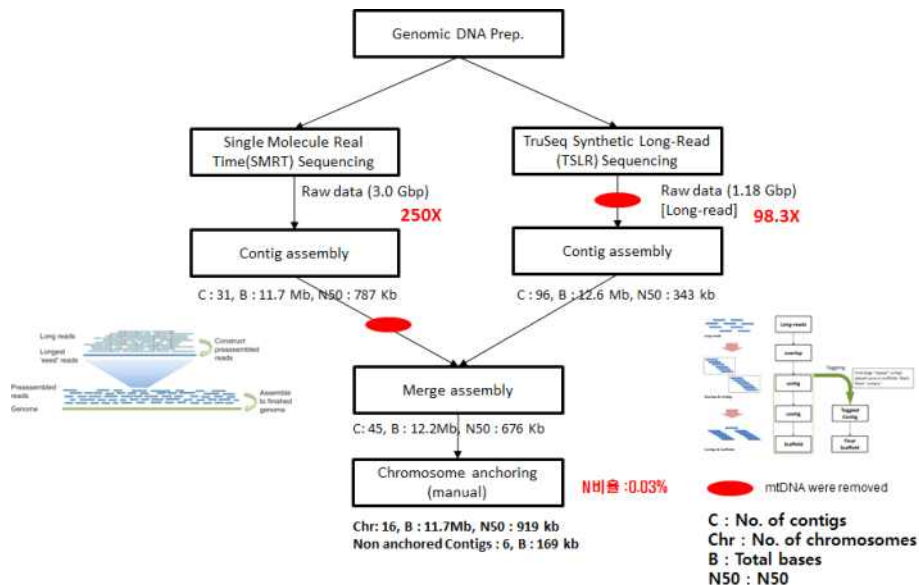 Genomic DNA Prep.
Single Molecule Real
Time(SMRT) Sequencing
TruSeq Synthetic Long-Read
(TSLR) Sequencing
Raw data (3.0 Gbp)
250X
Raw data (1.18 Gbp)
[Long-read]
98.3X
Contig assembly
Contig assembly
C : 31, B : 11.7 Mb, N50 : 787 Kb
C : 96, B : 12.6 Mb, N50 : 343 kb
Long reads
Longest
'seed' reads
Construct
preassembled
reads
Preassembled
reads
Genome
Assemble
to finished
genome
Merge assembly
C: 45, B : 12.2Mb, N50 : 676 Kb
Chromosome anchoring
(manual)
N비율 :0.03%
Chr: 16, B : 11.7Mb, N50 : 919 kb
Non anchored Contigs : 6, B : 169 kb
Long-reads
overlap
contig
contig
Scaffold
Tagging
Tagged
Contig
Final
Scaffold
mtDNA were removed
C : No. of contigs
Chr : No. of chromosomes
B : Total bases
N50 : N50